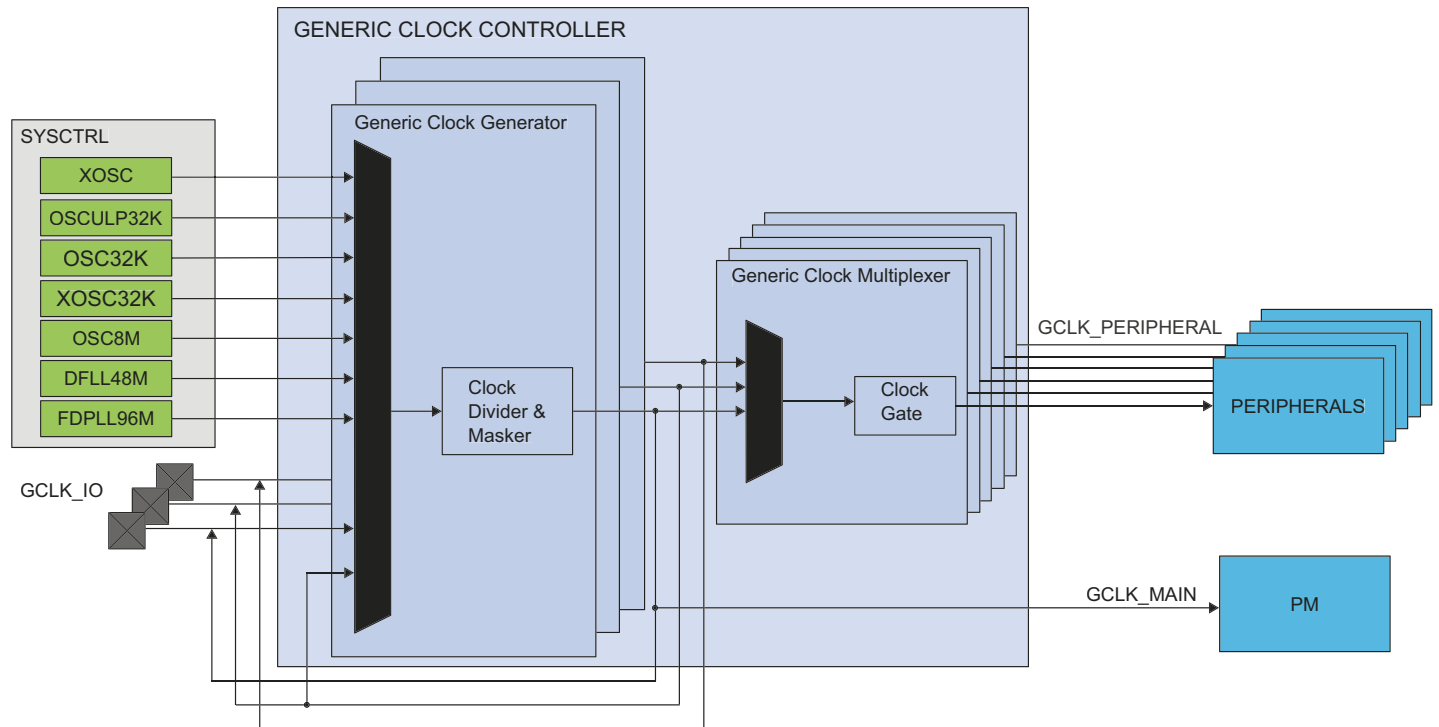 GENERIC CLOCK CONTROLLER
Generic Clock Generator
SYSCTRL
XOSC
OSCULP32K
OSC32K
XOSC32K
OSC8M
DFLL48M
FDPLL96M
GCLK_IO
Clock
Divider &
Masker
Generic Clock Multiplexer
Clock
Gate
GCLK_PERIPHERAL
PERIPHERALS
GCLK_MAIN
PM